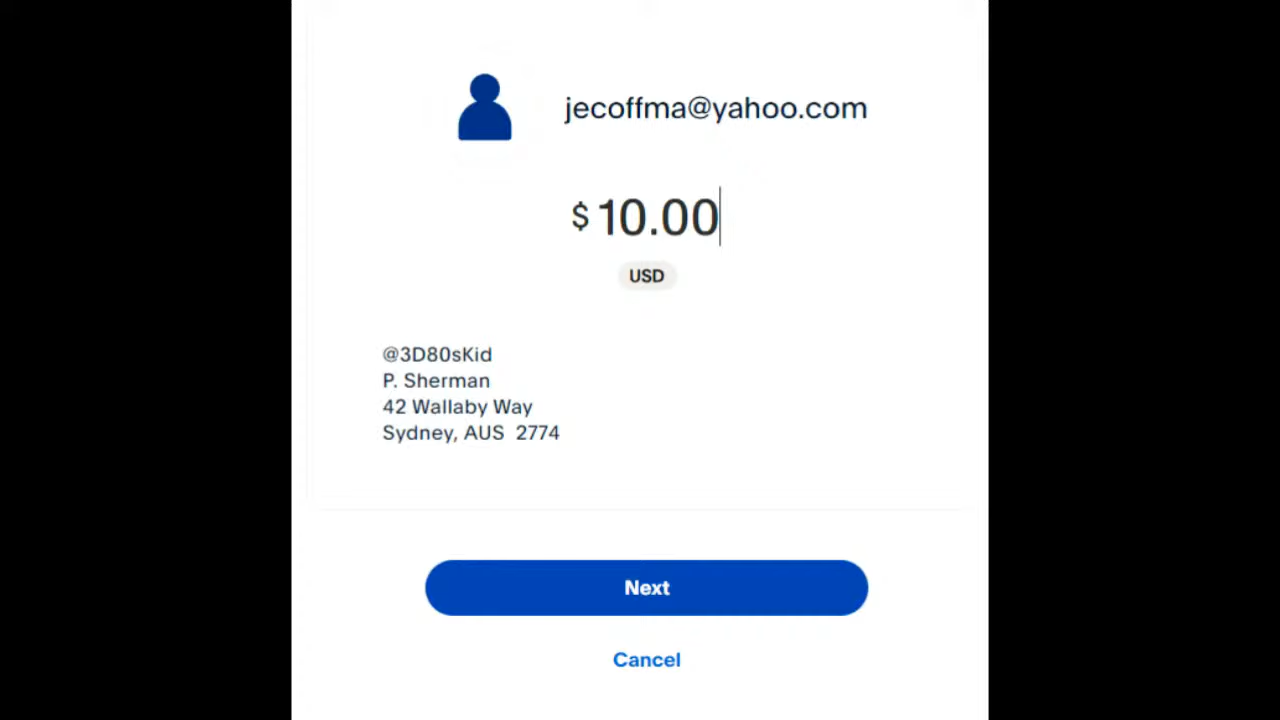 jecoffma@yahoo.com
$ 10.00
USD
@3D80sKid
P. Sherman
42 Wallaby Way
Sydney, AUS  2774
Next
Cancel